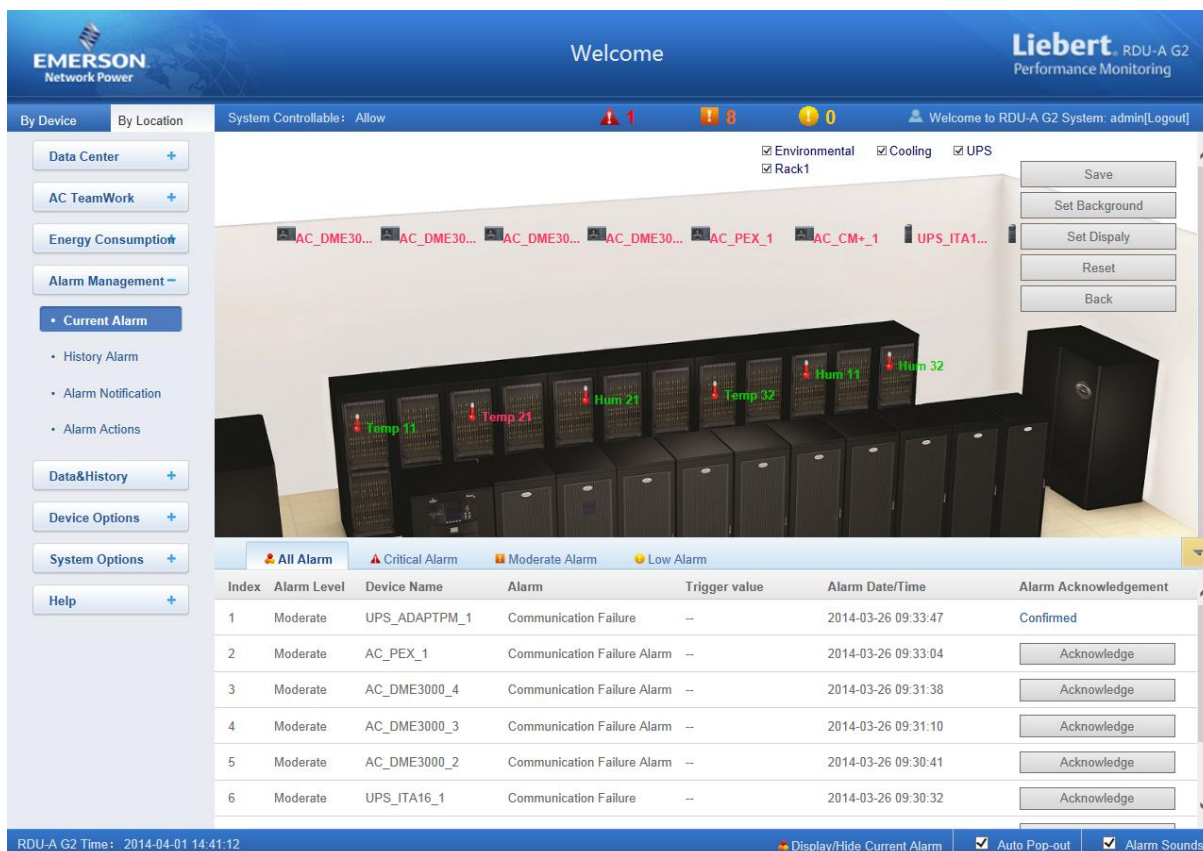 EMERSON
Network Power
Welcome
Liebert. RDU-A G2
Performance Monitoring
By Device By Location
System Controllable: Allow
1 8 0
Welcome to RDU-A G2 System: admin[Logout]
Data Center +
AC TeamWork +
Energy Consumption+
Alarm Management −
• Current Alarm
• History Alarm
• Alarm Notification
• Alarm Actions
Data&History +
Device Options +
System Options +
Help +
Environmental Cooling UPS
Rack1
Save
Set Background
Set Dispaly
Reset
Back
AC_DME30... AC_DME30... AC_DME30... AC_DME30... AC_PEX_1 AC_CM+_1 UPS_ITA1...
Temp 11
Temp 21
Hum 21
Temp 32
Hum 11
Hum 32
All Alarm Critical Alarm Moderate Alarm Low Alarm
Index Alarm Level Device Name Alarm Trigger value Alarm Date/Time Alarm Acknowledgement
1 Moderate UPS_ADAPTPM_1 Communication Failure -- 2014-03-26 09:33:47 Confirmed
2 Moderate AC_PEX_1 Communication Failure Alarm -- 2014-03-26 09:33:04 Acknowledge
3 Moderate AC_DME3000_4 Communication Failure Alarm -- 2014-03-26 09:31:38 Acknowledge
4 Moderate AC_DME3000_3 Communication Failure Alarm -- 2014-03-26 09:31:10 Acknowledge
5 Moderate AC_DME3000_2 Communication Failure Alarm -- 2014-03-26 09:30:41 Acknowledge
6 Moderate UPS_ITA16_1 Communication Failure -- 2014-03-26 09:30:32 Acknowledge
RDU-A G2 Time: 2014-04-01 14:41:12
Display/Hide Current Alarm Auto Pop-out Alarm Sounds